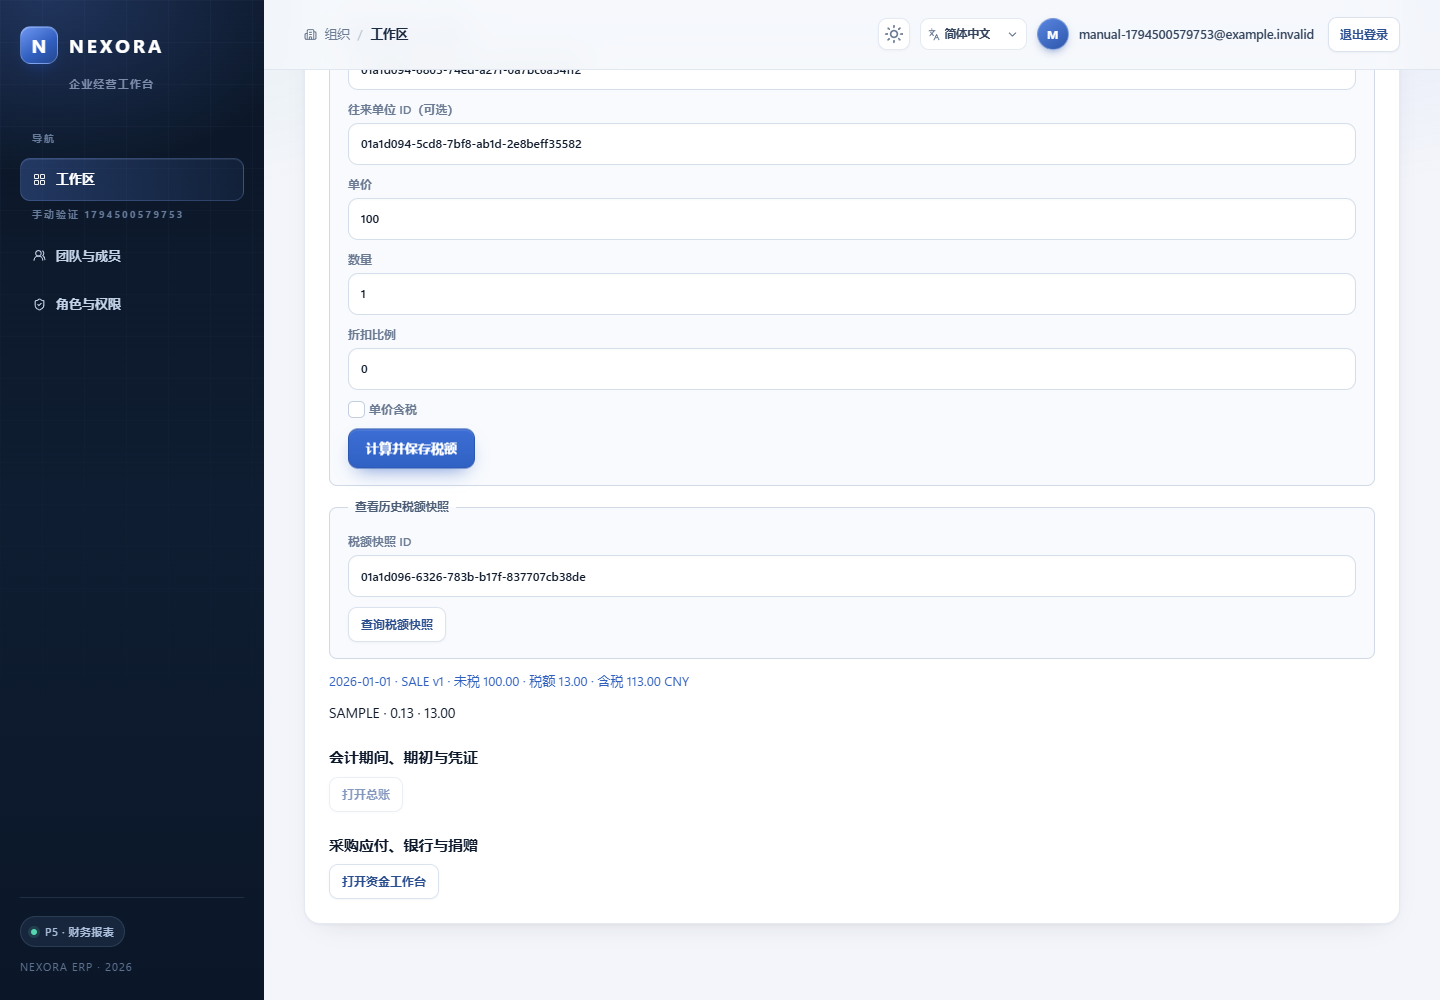 N NEXORA
企业经营工作台
导航
工作区
手动验证 1794500579753
团队与成员
角色与权限
P5 · 财务报表
NEXORA ERP · 2026
组织 / 工作区
简体中文
M
manual-1794500579753@example.invalid
退出登录
往来单位 ID（可选）
01a1d094-5cd8-7bf8-ab1d-2e8beff35582
单价
100
数量
1
折扣比例
0
单价含税
计算并保存税额
查看历史税额快照
税额快照 ID
01a1d096-6326-783b-b17f-837707cb38de
查询税额快照
2026-01-01 · SALE v1 · 未税 100.00 · 税额 13.00 · 含税 113.00 CNY
SAMPLE · 0.13 · 13.00
会计期间、期初与凭证
打开总账
采购应付、银行与捐赠
打开资金工作台